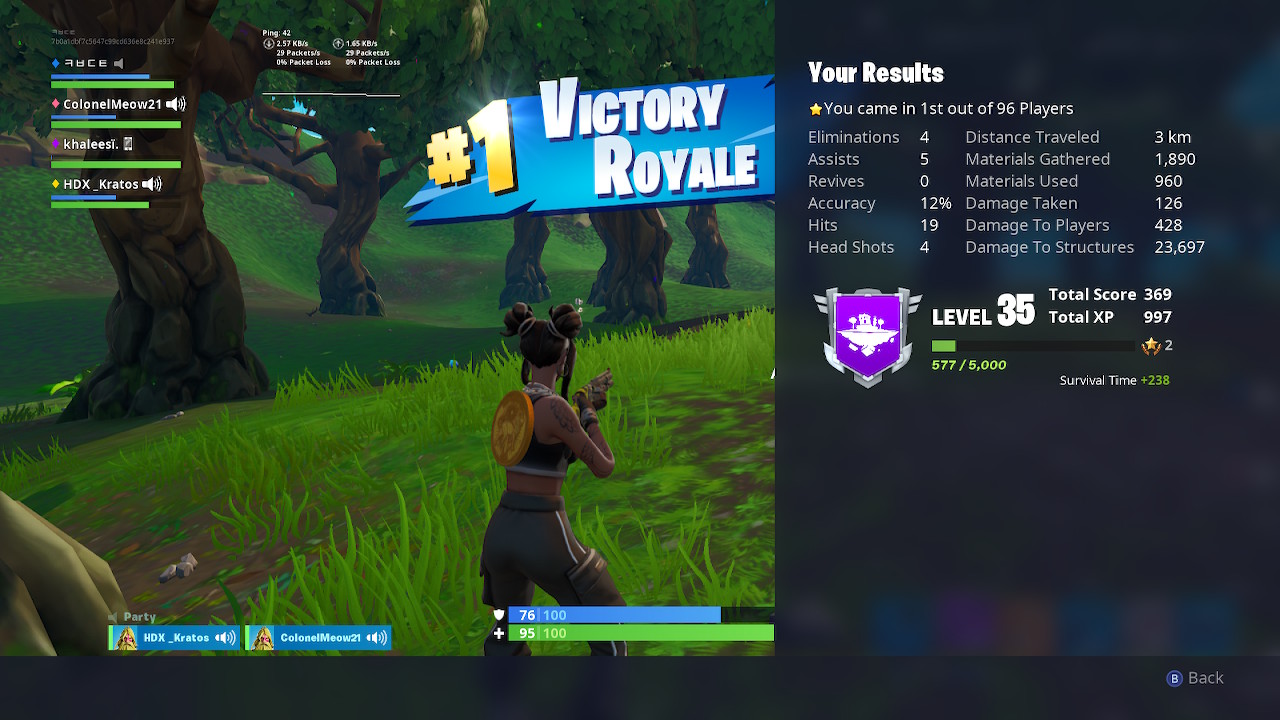 ㅋㅂㄷㅌ
7b0a1dbf7c5647c99cd636e8c241e937
ㅋㅂㄷㅌ
ColonelMeow21
khaleesï.
HDX _Kratos
Ping: 42
2.57 KB/s 1.65 KB/s
29 Packets/s 29 Packets/s
0% Packet Loss 0% Packet Loss
#1 VICTORY
ROYALE
Your Results
You came in 1st out of 96 Players
Eliminations 4 Distance Traveled 3 km
Assists 5 Materials Gathered 1,890
Revives 0 Materials Used 960
Accuracy 12% Damage Taken 126
Hits 19 Damage To Players 428
Head Shots 4 Damage To Structures 23,697
LEVEL 35
Total Score 369
Total XP 997
2
577 / 5,000
Survival Time +238
Party
HDX _Kratos ColonelMeow21
76 | 100
95 | 100
B Back